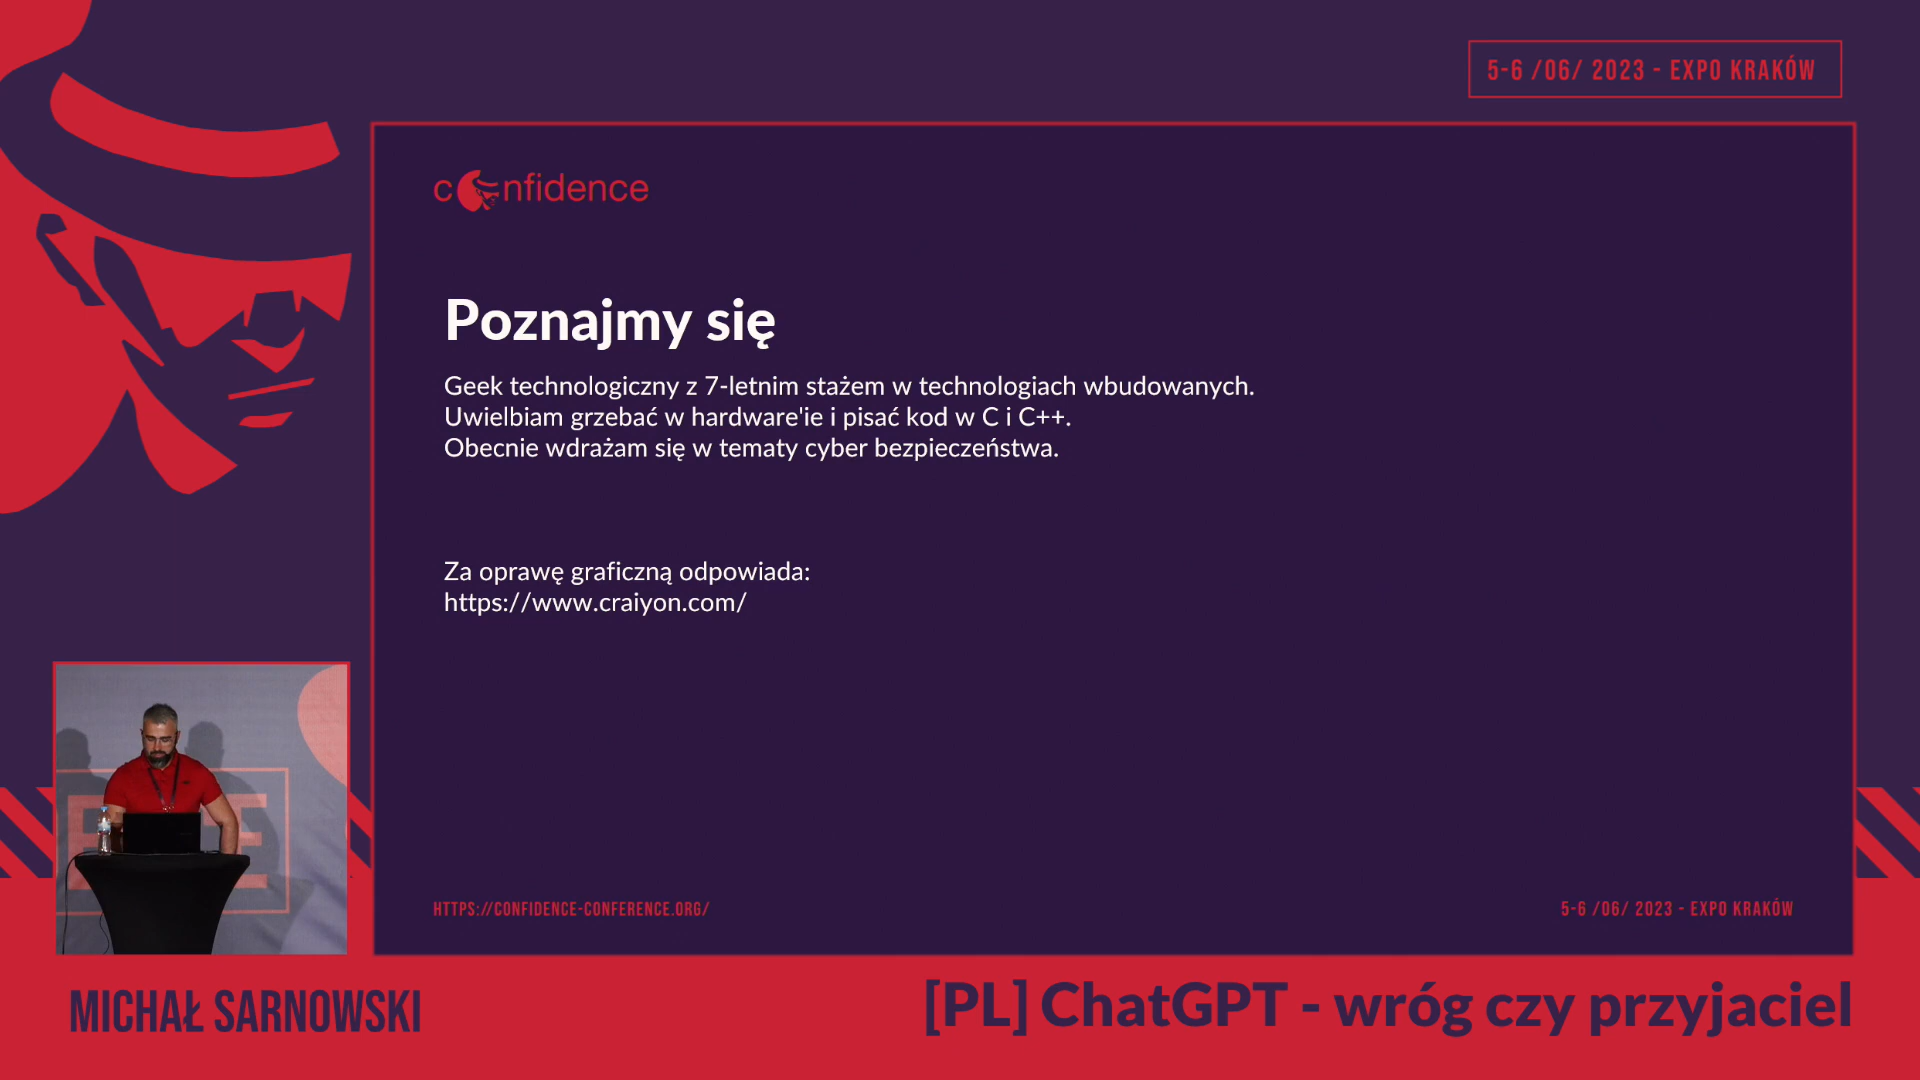 5-6 /06/ 2023 - EXPO KRAKÓW
confidence
Poznajmy się
Geek technologiczny z 7-letnim stażem w technologiach wbudowanych.
Uwielbiam grzebać w hardware'ie i pisać kod w C i C++.
Obecnie wdrażam się w tematy cyber bezpieczeństwa.
Za oprawę graficzną odpowiada:
https://www.craiyon.com/
HTTPS://CONFIDENCE-CONFERENCE.ORG/
5-6 /06/ 2023 - EXPO KRAKÓW
MICHAŁ SARNOWSKI
[PL] ChatGPT - wróg czy przyjaciel